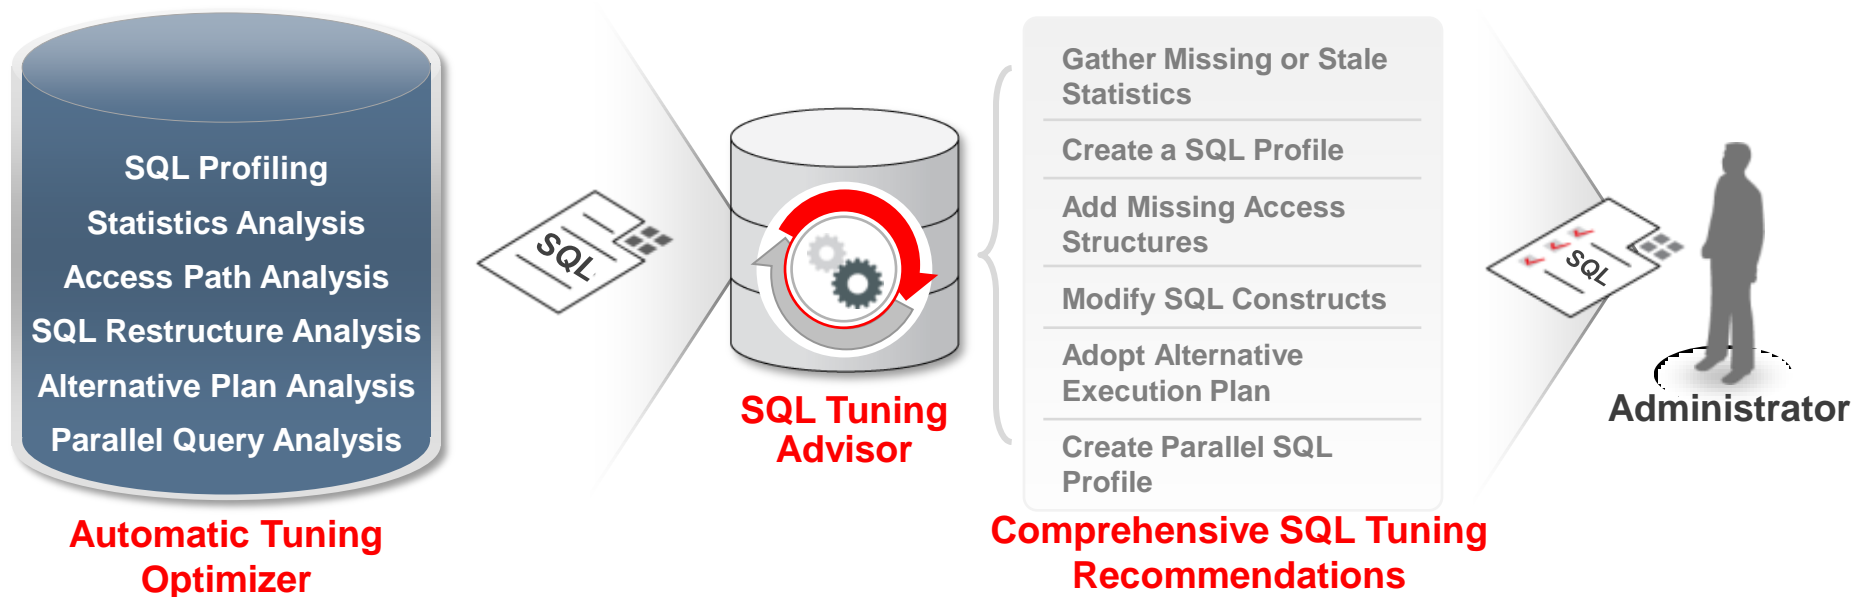 SQL Profiling
Statistics Analysis
Access Path Analysis
SQL Restructure Analysis
Alternative Plan Analysis
Parallel Query Analysis
Automatic Tuning
Optimizer
SQL
SQL Tuning
Advisor
Gather Missing or Stale
Statistics
Create a SQL Profile
Add Missing Access
Structures
Modify SQL Constructs
Adopt Alternative
Execution Plan
Create Parallel SQL
Profile
Comprehensive SQL Tuning
Recommendations
SQL
Administrator